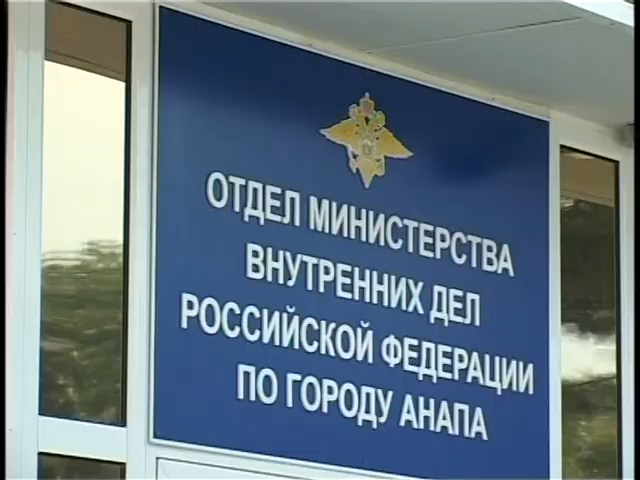 ОТДЕЛ МИНИСТЕРСТВА
ВНУТРЕННИХ ДЕЛ
РОССИЙСКОЙ ФЕДЕРАЦИИ
ПО ГОРОДУ АНАПА